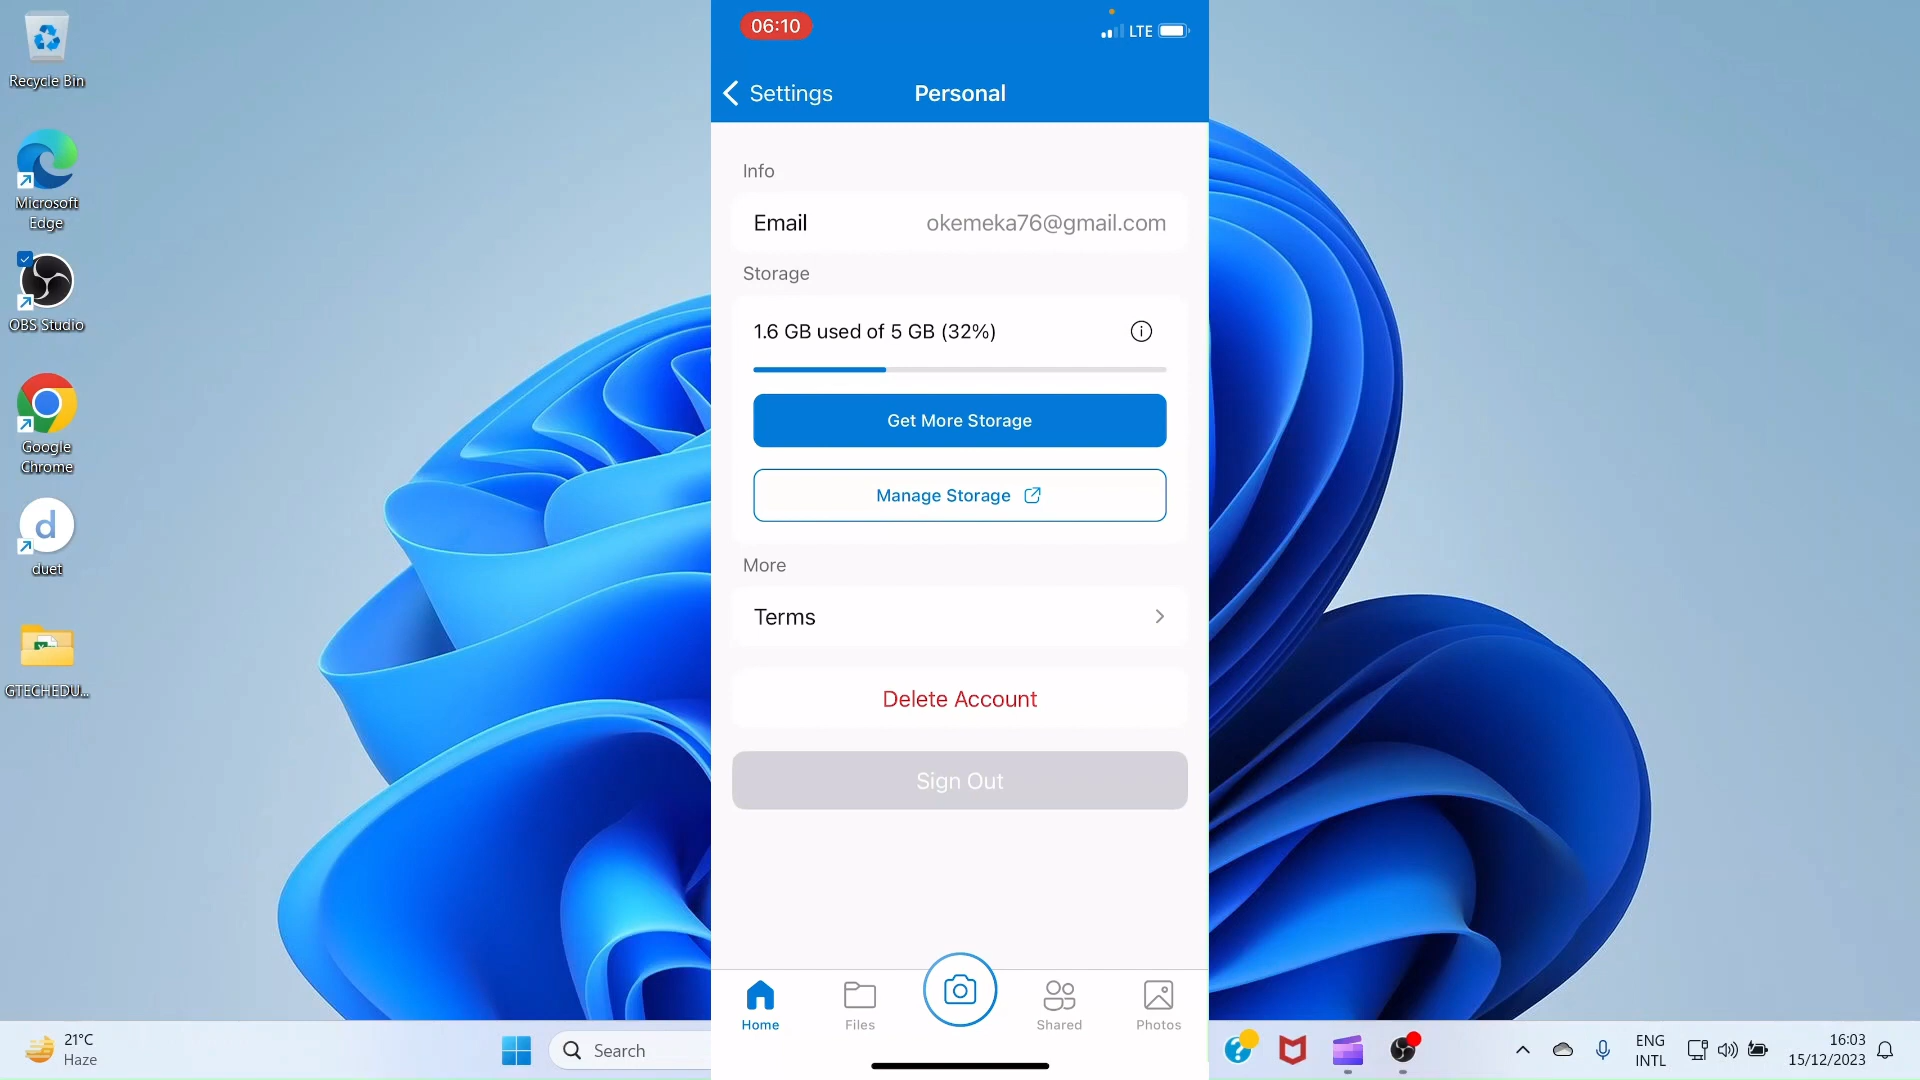 Recycle Bin
Microsoft
Edge
OBS Studio
Google
Chrome
d
duet
GTECHEDU...
06:10
LTE
Settings
Personal
Info
Email
okemeka76@gmail.com
Storage
1.6 GB used of 5 GB (32%)
Get More Storage
Manage Storage
More
Terms
Delete Account
Sign Out
Home
Files
Shared
Photos
21°C
Haze
Search
ENG
INTL
16:03
15/12/2023